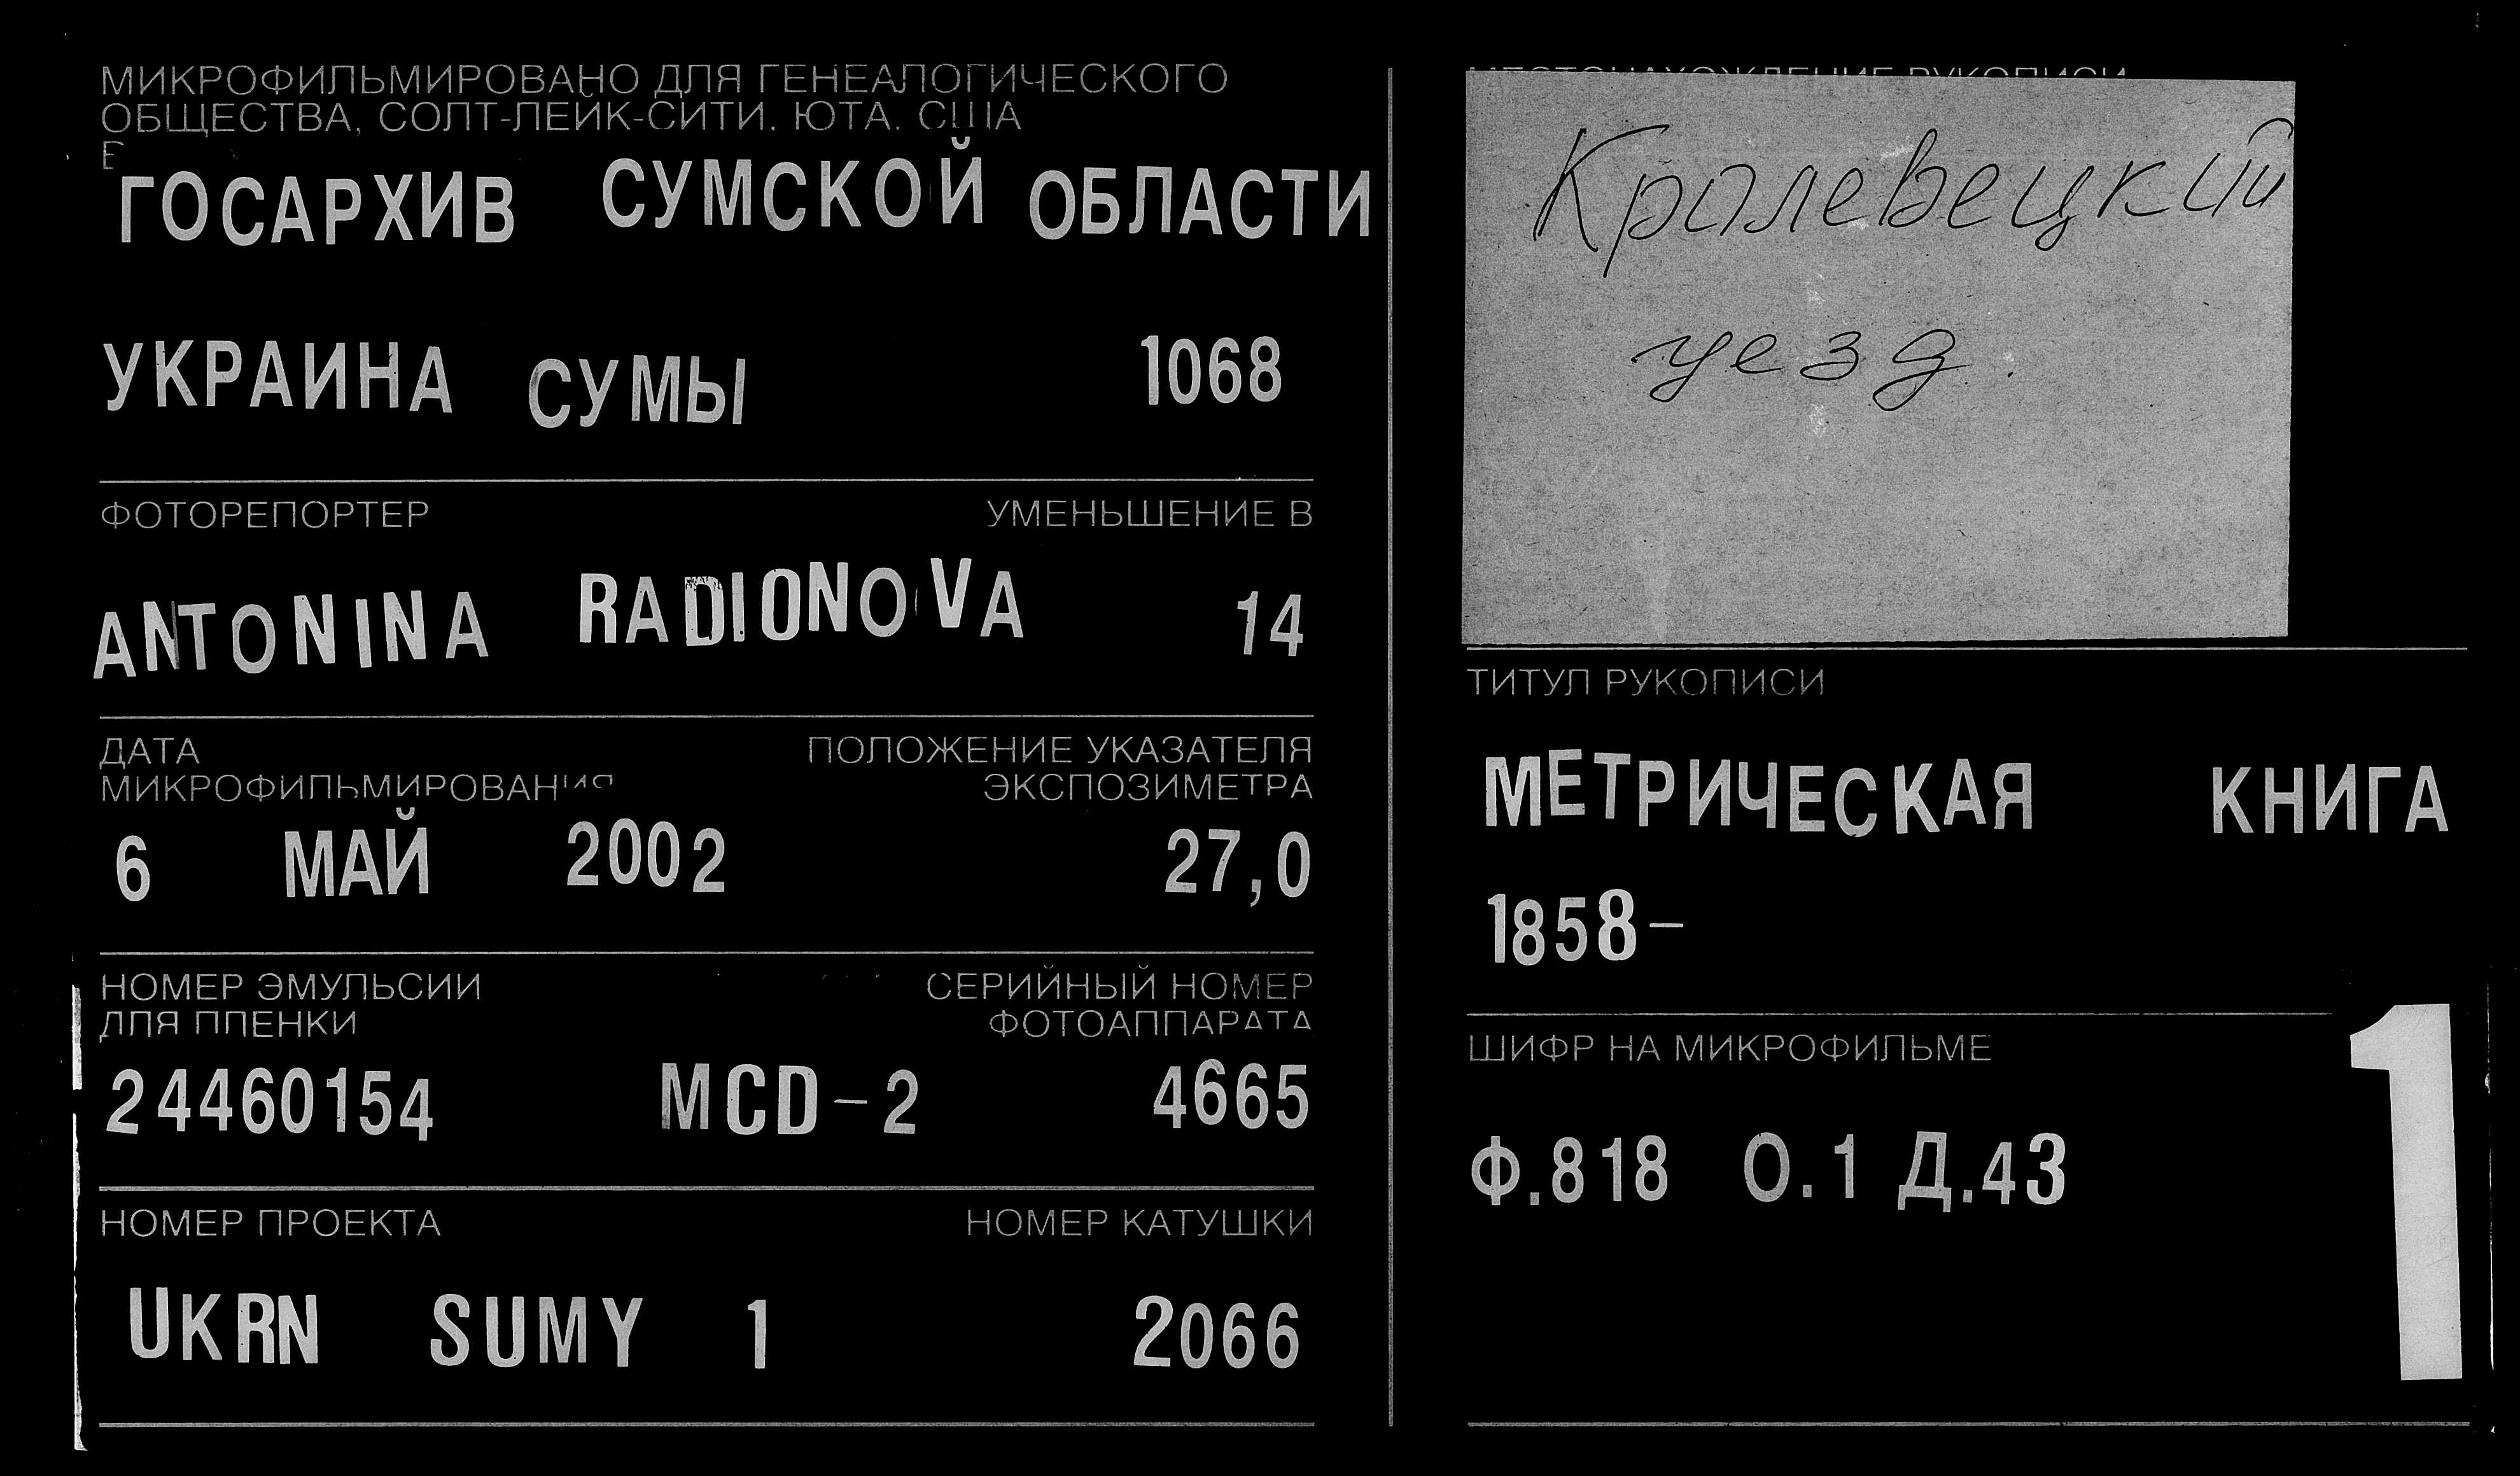 МИКРОФИЛЬМИРОВАНО ДЛЯ ГЕНЕАЛОГИЧЕСКОГО
ОБЩЕСТВА, СОЛТ-ЛЕЙК-СИТИ. ЮТА. США
В
ГОСАРХИВ СУМСКОЙ ОБЛАСТИ
УКРАИНА СУМЫ 1068
ФОТОРЕПОРТЕР УМЕНЬШЕНИЕ В
ANTONINA RADIONOVA 14
ДАТА ПОЛОЖЕНИЕ УКАЗАТЕЛЯ
МИКРОФИЛЬМИРОВАНИЯ ЭКСПОЗИМЕТРА
6 МАЙ 2002 27,0
НОМЕР ЭМУЛЬСИИ СЕРИЙНЫЙ НОМЕР
ДЛЯ ПЛЕНКИ ФОТОАППАРАТА
24460154 MCD-2 4665
НОМЕР ПРОЕКТА НОМЕР КАТУШКИ
UKRN SUMY 1 2066
МЕСТОНАХОЖДЕНИЕ РУКОПИСИ
Кролевецкий
уезд.
ТИТУЛ РУКОПИСИ
МЕТРИЧЕСКАЯ КНИГА
1858-
ШИФР НА МИКРОФИЛЬМЕ
Ф.818 О.1 Д.43
1